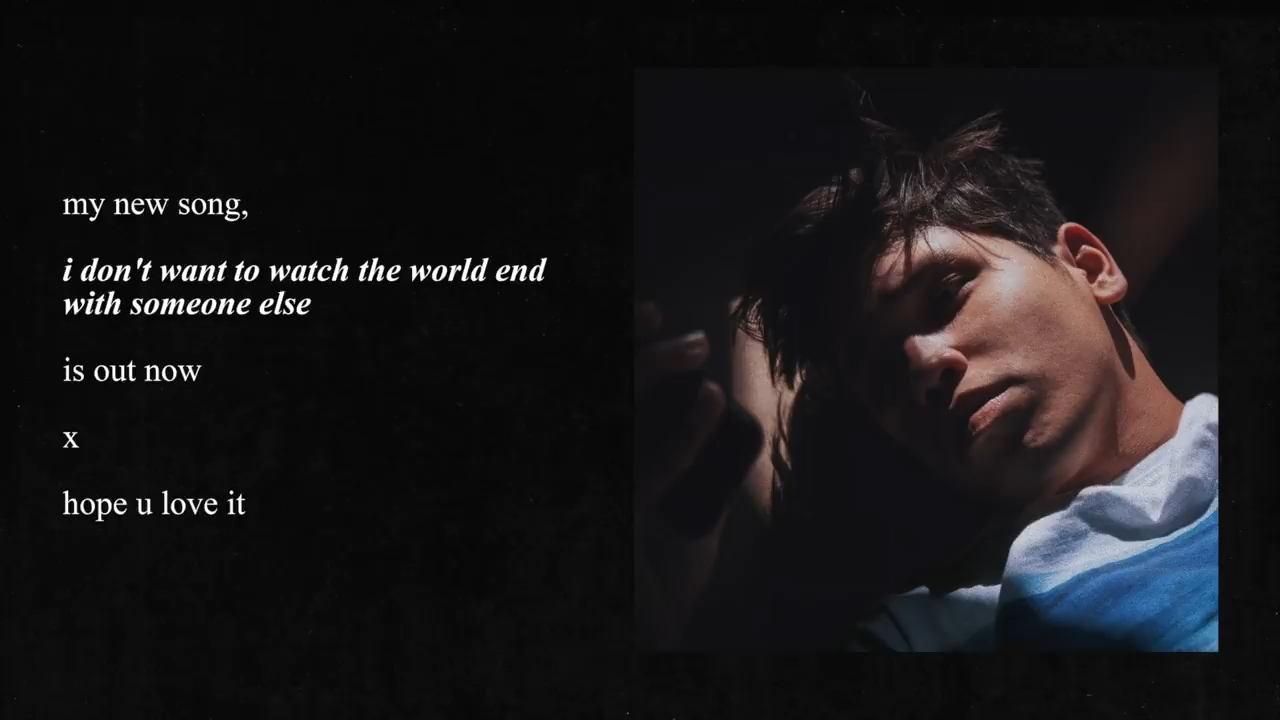 my new song,
i don't want to watch the world end
with someone else
is out now
x
hope u love it